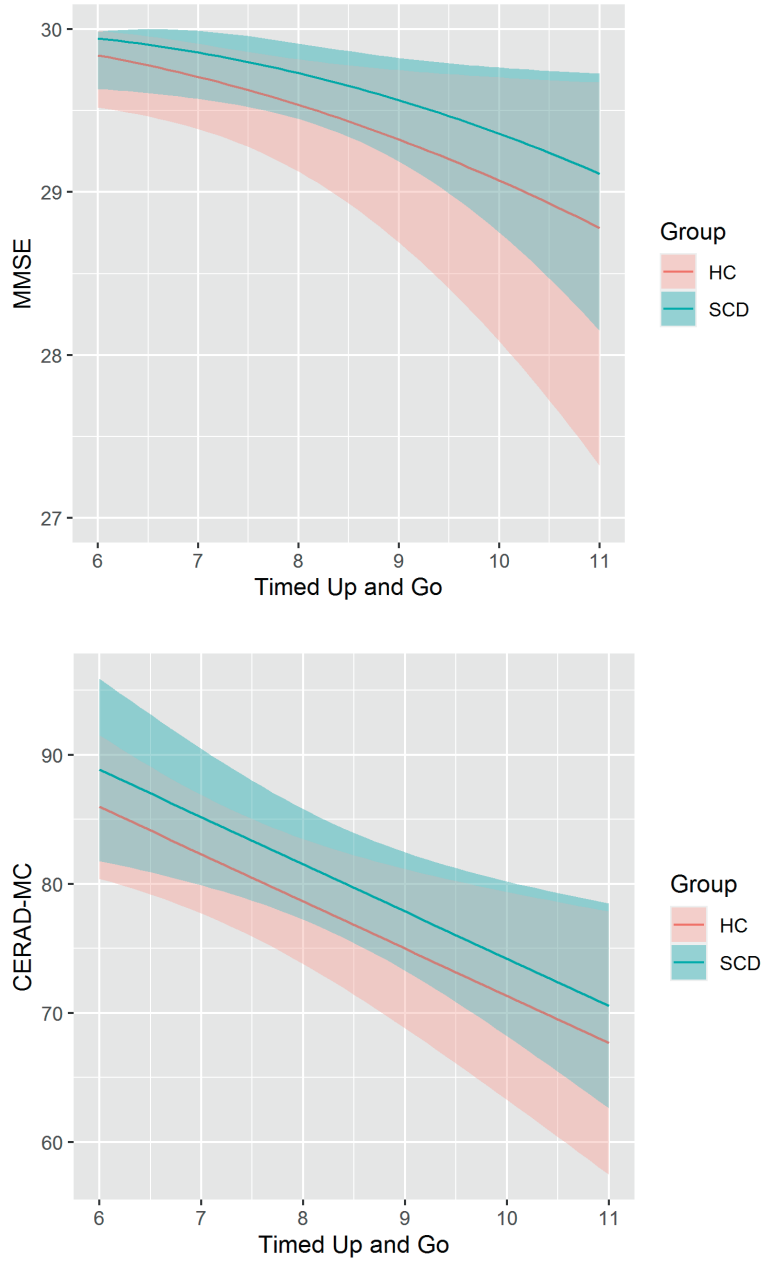 30
29
28
27
MMSE
6 7 8 9 10 11
Timed Up and Go
Group
HC
SCD
90
80
70
60
CERAD-MC
6 7 8 9 10 11
Timed Up and Go
Group
HC
SCD